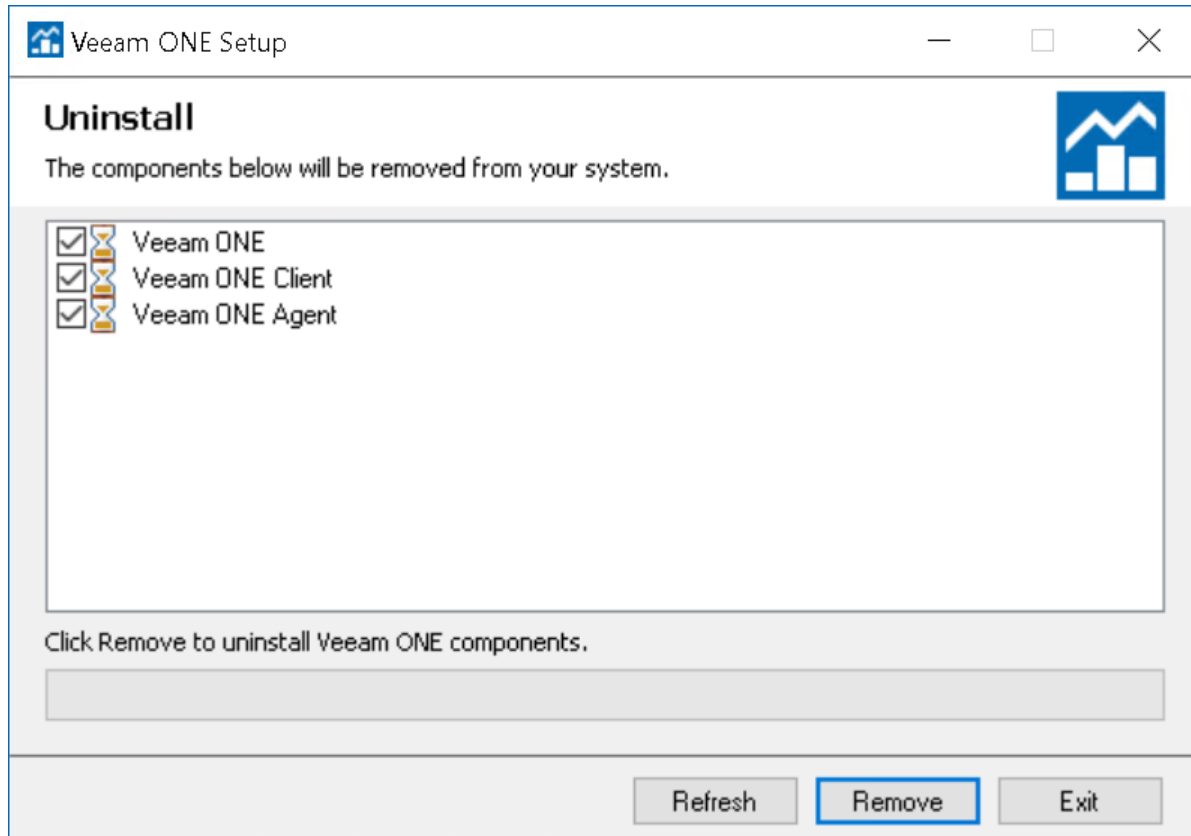 Veeam ONE Setup
Uninstall
The components below will be removed from your system.
Veeam ONE
Veeam ONE Client
Veeam ONE Agent
Click Remove to uninstall Veeam ONE components.
Refresh Remove Exit